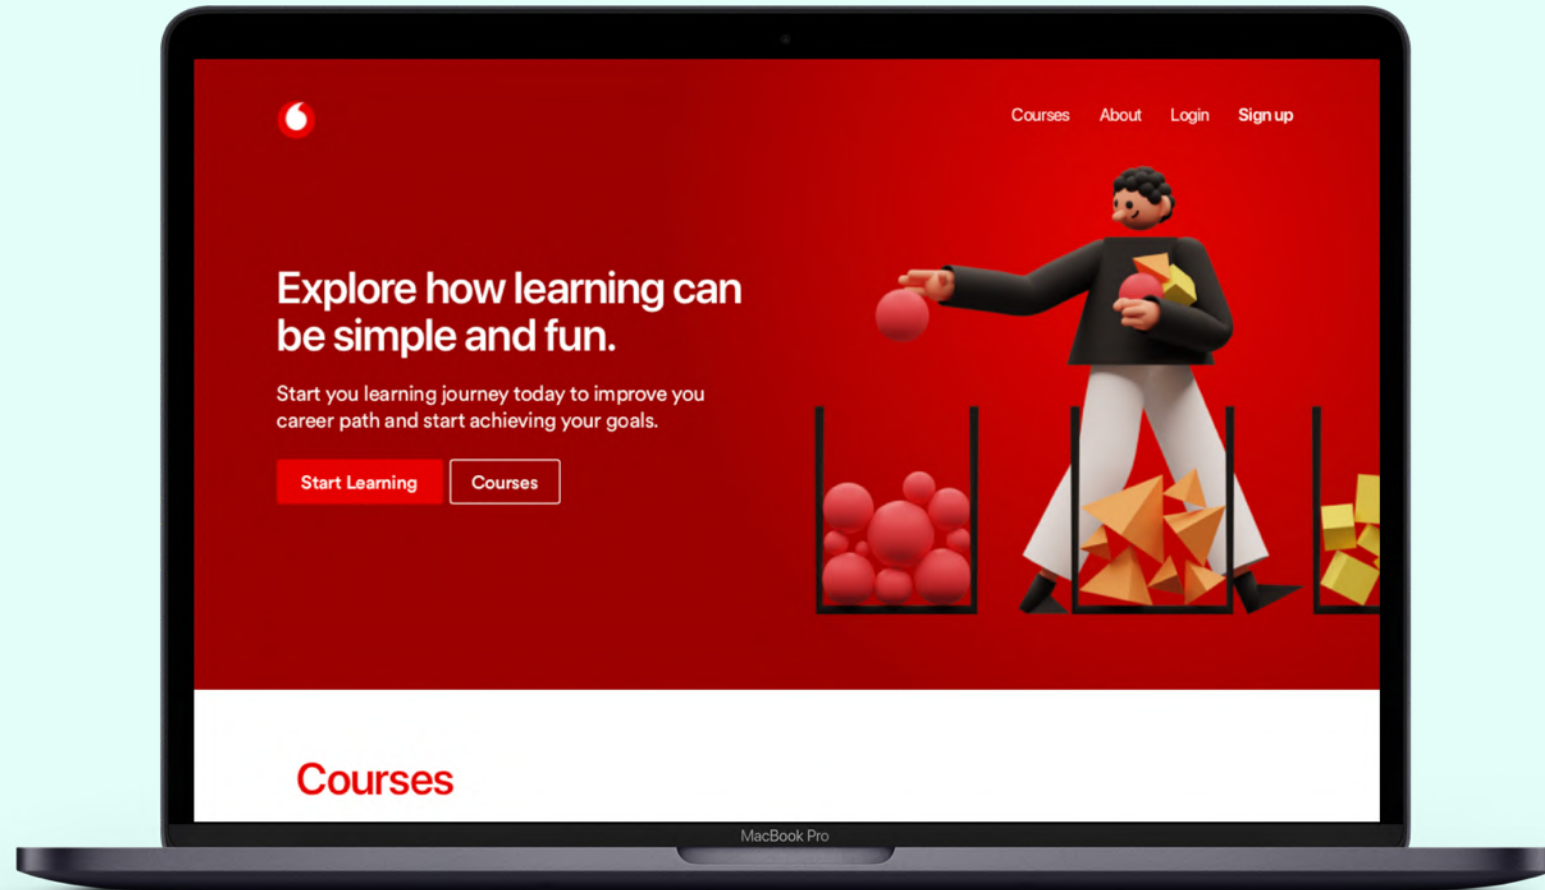 Courses About Login Sign up
Explore how learning can
be simple and fun.
Start you learning journey today to improve you
career path and start achieving your goals.
Start Learning Courses
Courses
MacBook Pro